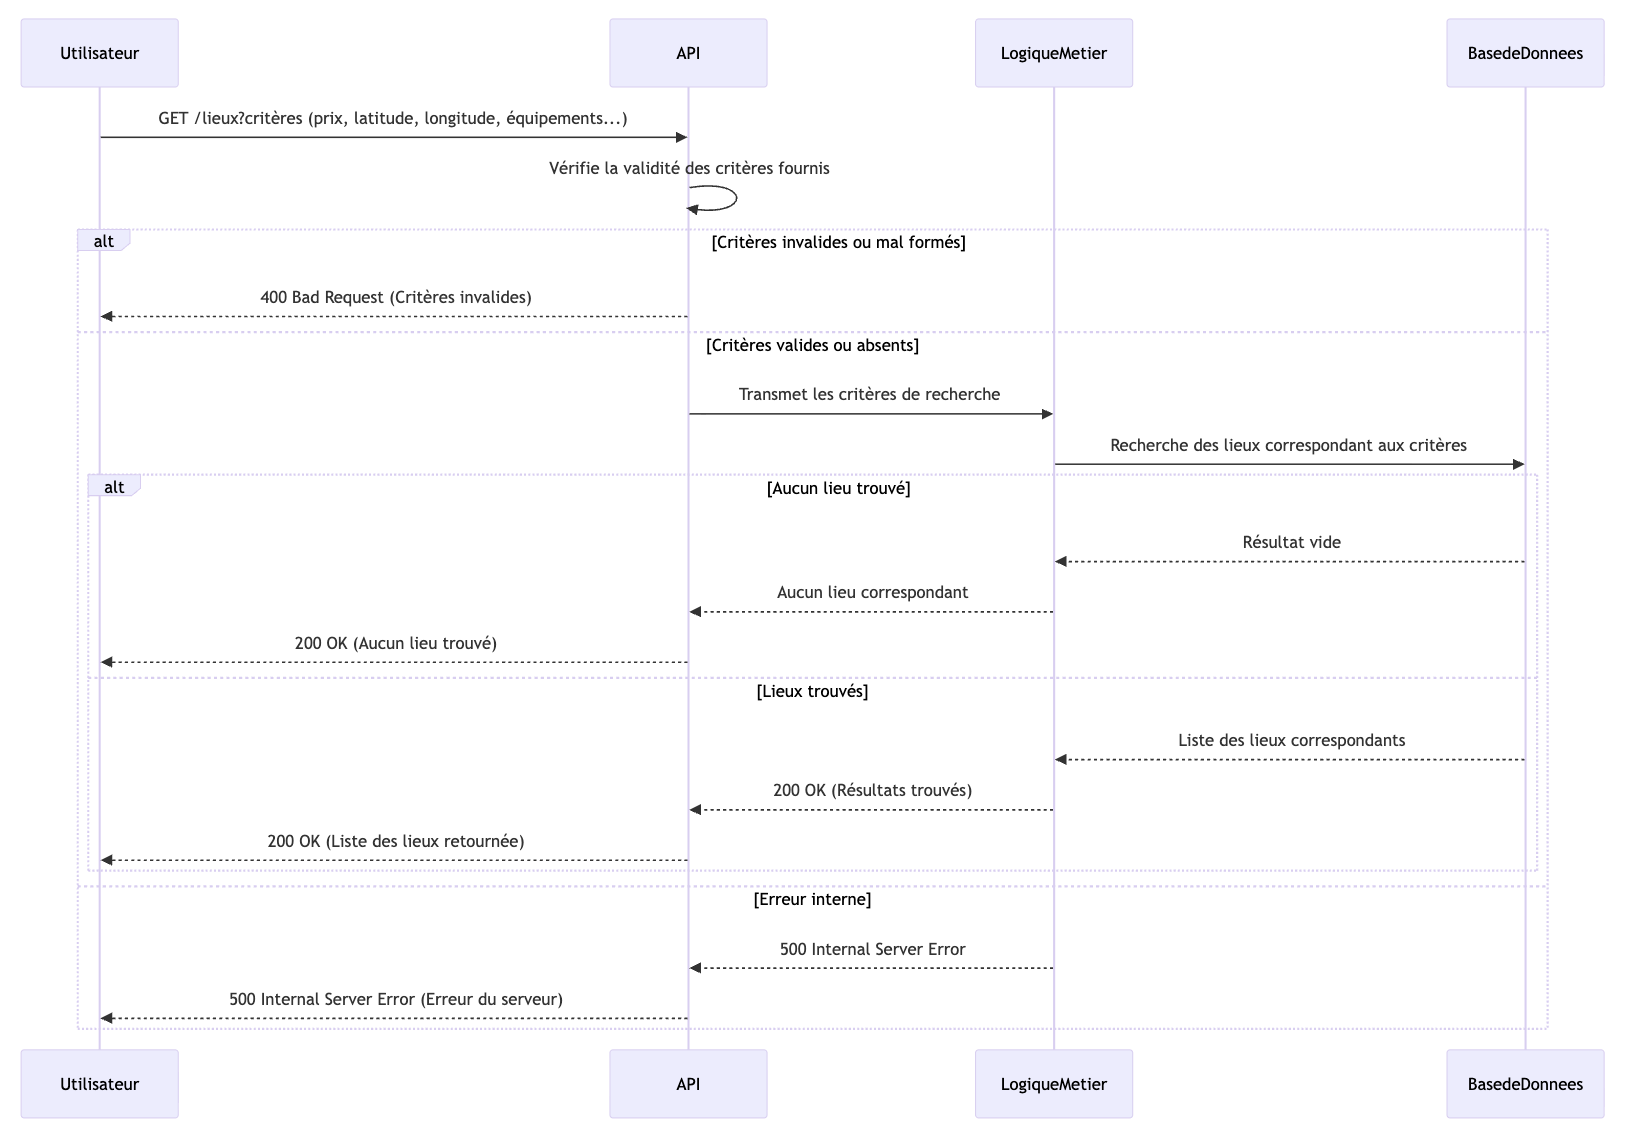 Utilisateur
API
LogiqueMetier
BasedeDonnees
GET /lieux?critères (prix, latitude, longitude, équipements...)
Vérifie la validité des critères fournis
alt
[Critères invalides ou mal formés]
400 Bad Request (Critères invalides)
[Critères valides ou absents]
Transmet les critères de recherche
Recherche des lieux correspondant aux critères
alt
[Aucun lieu trouvé]
Résultat vide
Aucun lieu correspondant
200 OK (Aucun lieu trouvé)
[Lieux trouvés]
Liste des lieux correspondants
200 OK (Résultats trouvés)
200 OK (Liste des lieux retournée)
[Erreur interne]
500 Internal Server Error
500 Internal Server Error (Erreur du serveur)
Utilisateur
API
LogiqueMetier
BasedeDonnees